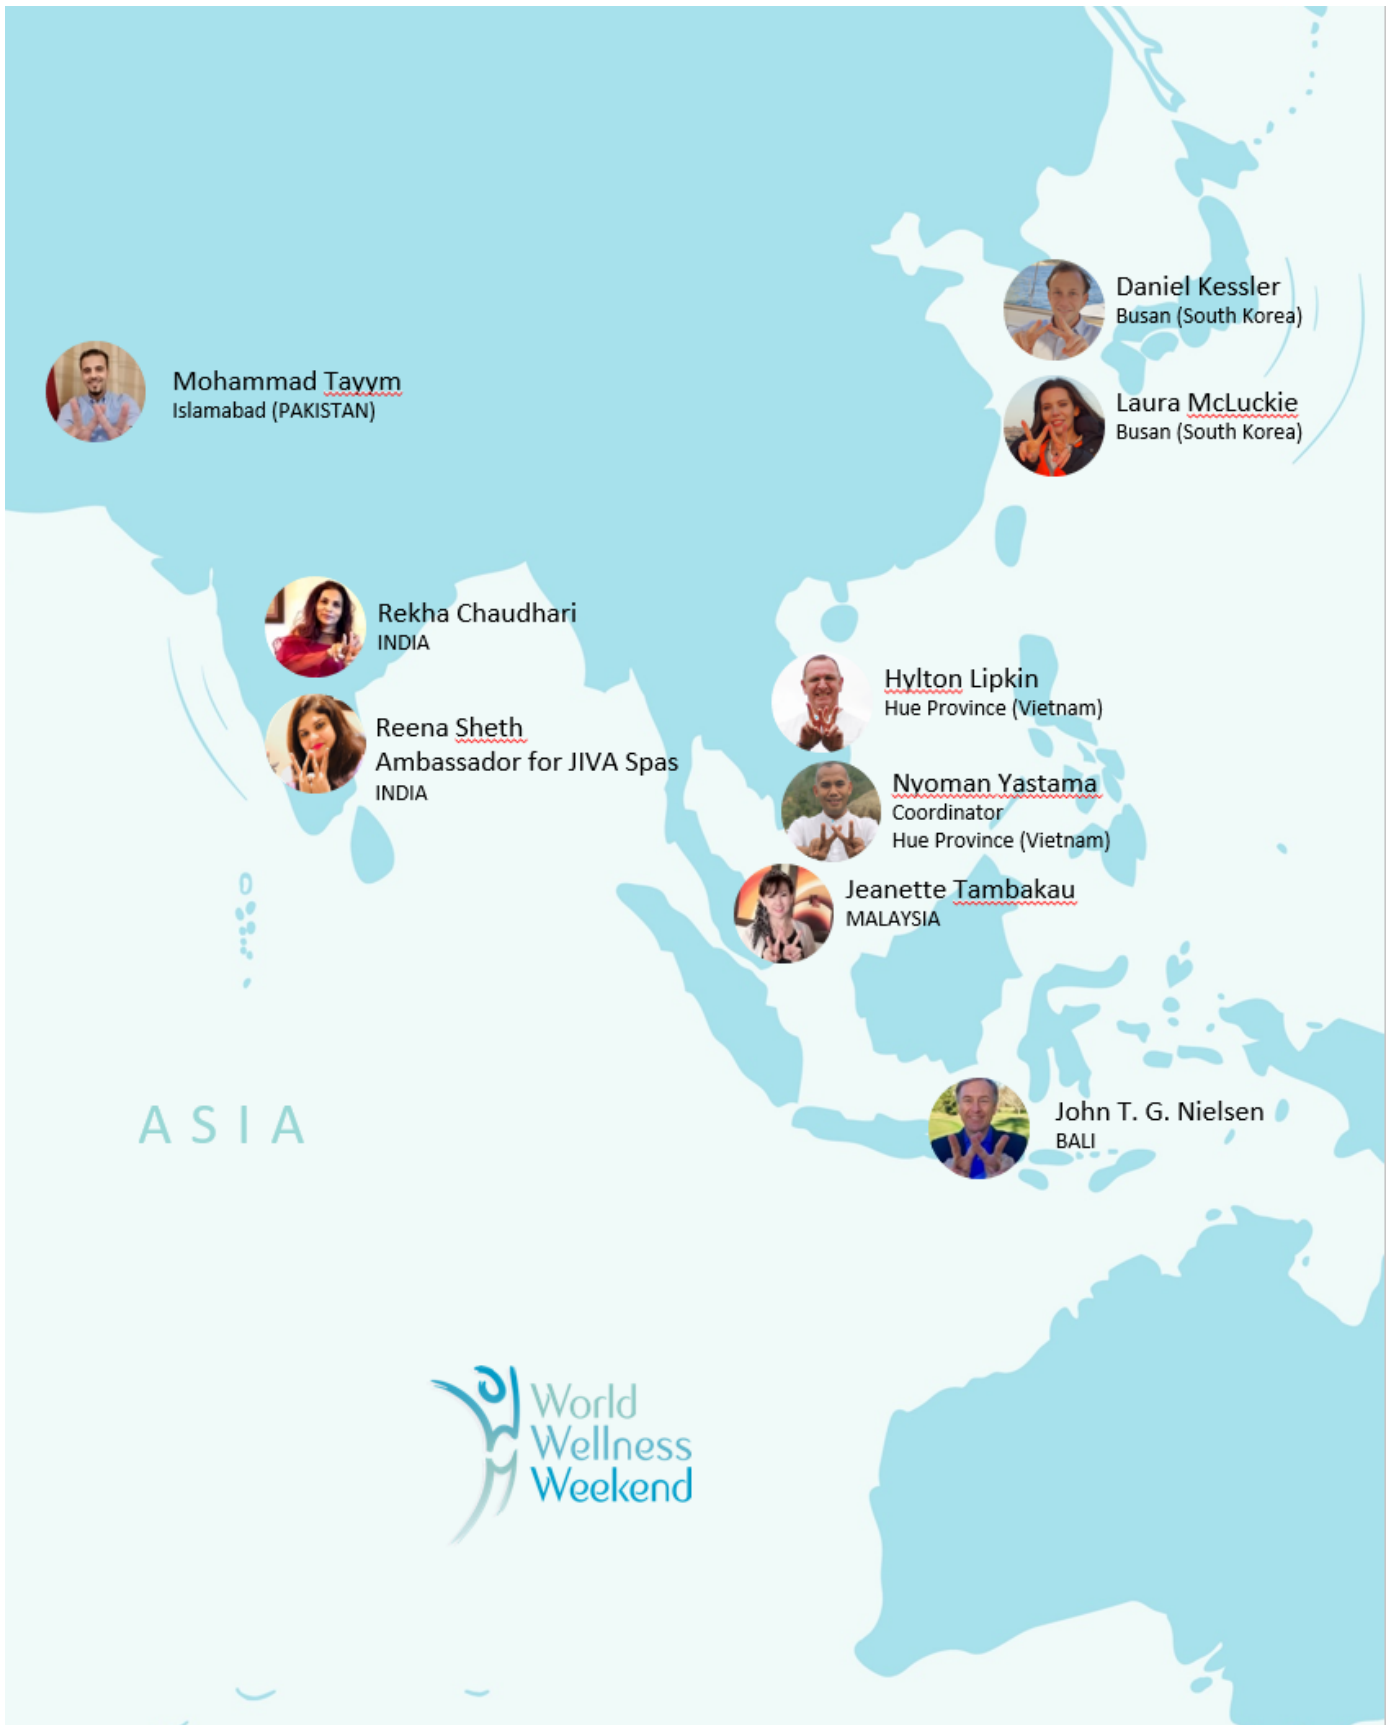 Daniel Kessler
Busan (South Korea)
Mohammad Tayym
Islamabad (PAKISTAN)
Laura McLuckie
Busan (South Korea)
Rekha Chaudhari
INDIA
Hylton Lipkin
Hue Province (Vietnam)
Reena Sheth
Ambassador for JIVA Spas
INDIA
Nyoman Yastama
Coordinator
Hue Province (Vietnam)
Jeanette Tambakau
MALAYSIA
ASIA
John T. G. Nielsen
BALI
World
Wellness
Weekend